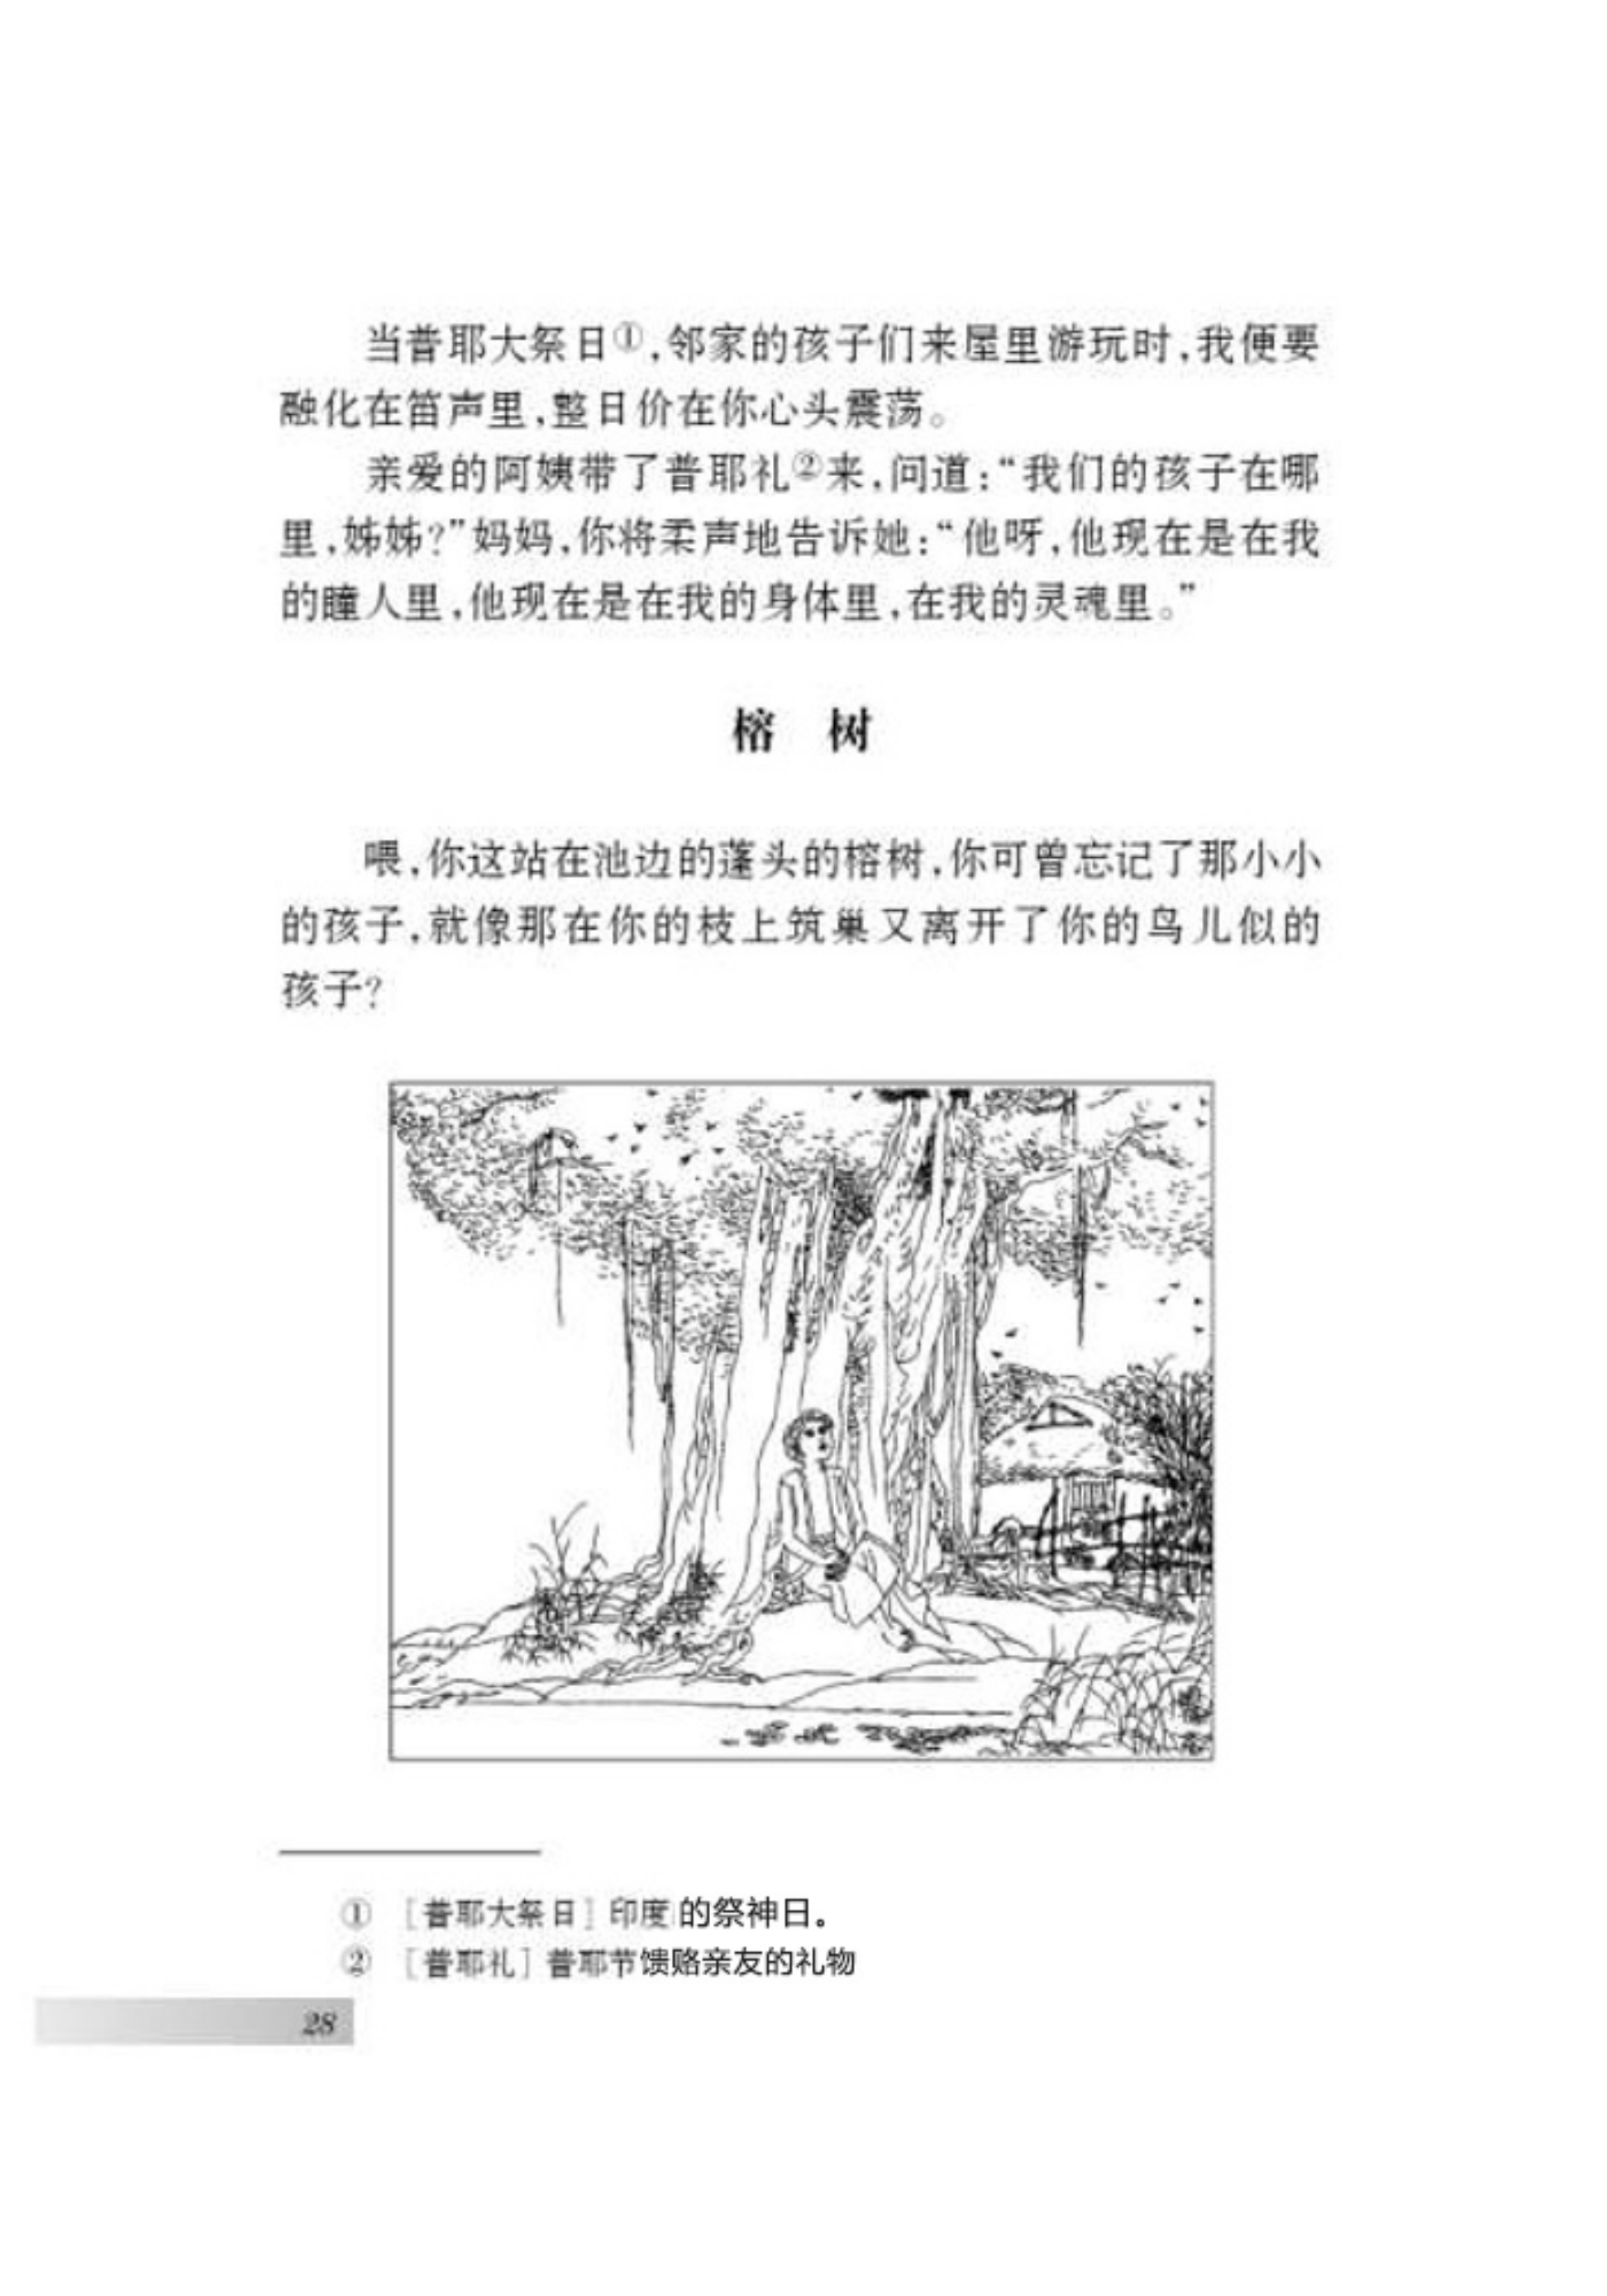 当普耶大祭日①,邻家的孩子们来屋里游玩时,我便要
融化在笛声里,整日价在你心头震荡。
亲爱的阿姨带了普耶礼②来,问道:“我们的孩子在哪
里,姊姊?”妈妈,你将柔声地告诉她:“他呀,他现在是在我
的瞳人里,他现在是在我的身体里,在我的灵魂里。”
榕 树
喂,你这站在池边的蓬头的榕树,你可曾忘记了那小小
的孩子,就像那在你的枝上筑巢又离开了你的鸟儿似的
孩子?
① [普耶大祭日] 印度的祭神日。
② [普耶礼] 普耶节馈赂亲友的礼物
28